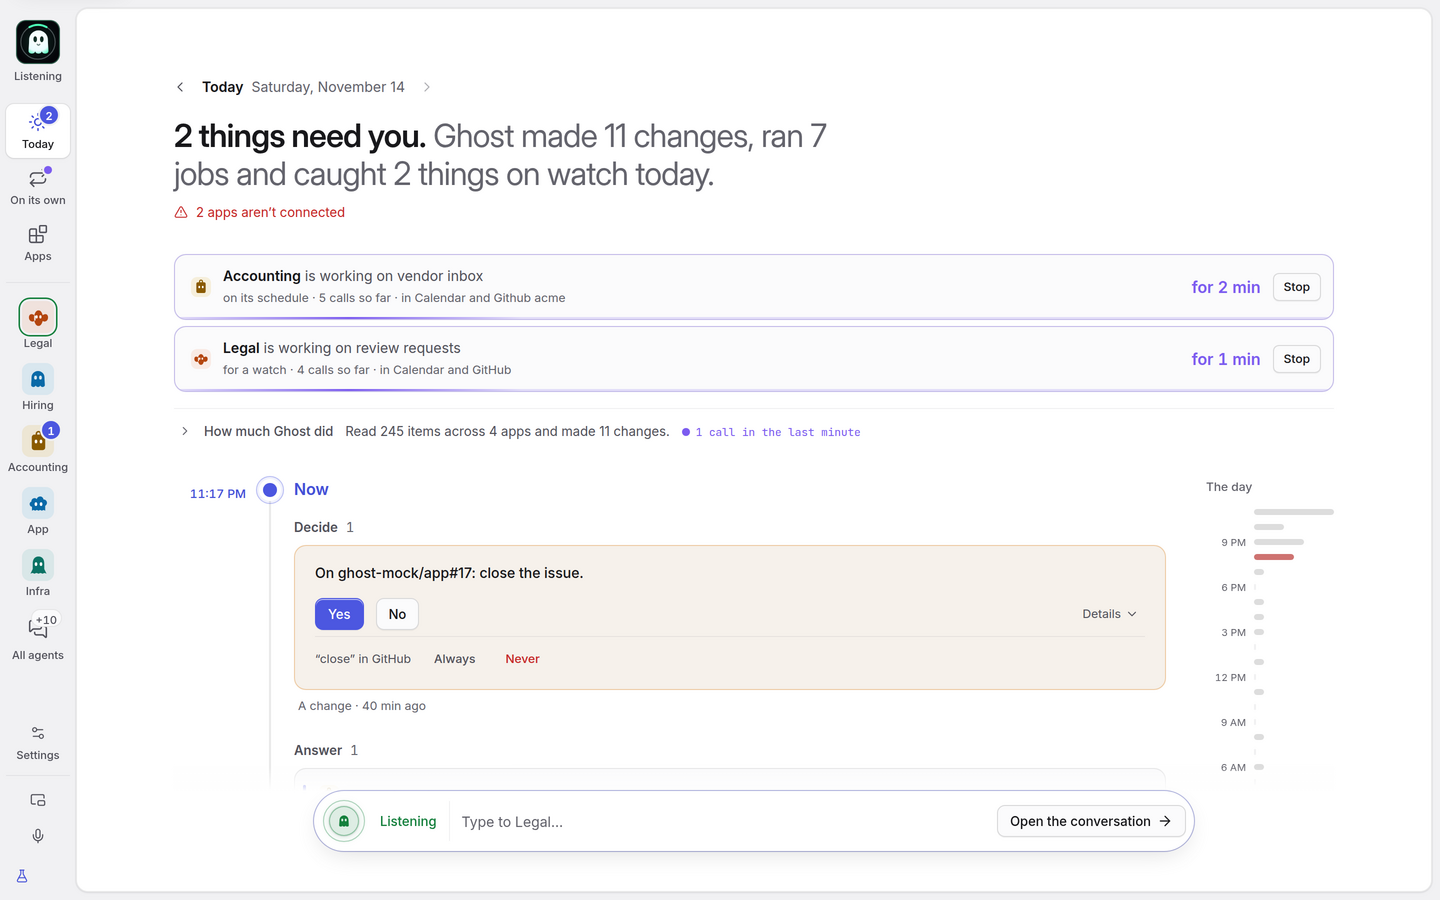 Listening
2
Today
On its own
Apps
Legal
Hiring
1
Accounting
App
Infra
+10
All agents
Settings
Today Saturday, November 14
2 things need you. Ghost made 11 changes, ran 7
jobs and caught 2 things on watch today.
2 apps aren’t connected
Accounting is working on vendor inbox
on its schedule · 5 calls so far · in Calendar and Github acme
for 2 min
Stop
Legal is working on review requests
for a watch · 4 calls so far · in Calendar and GitHub
for 1 min
Stop
How much Ghost did Read 245 items across 4 apps and made 11 changes. 1 call in the last minute
11:17 PM
Now
Decide 1
On ghost-mock/app#17: close the issue.
Yes
No
Details
“close” in GitHub Always Never
A change · 40 min ago
Answer 1
The day
9 PM
6 PM
3 PM
12 PM
9 AM
6 AM
Listening
Type to Legal...
Open the conversation